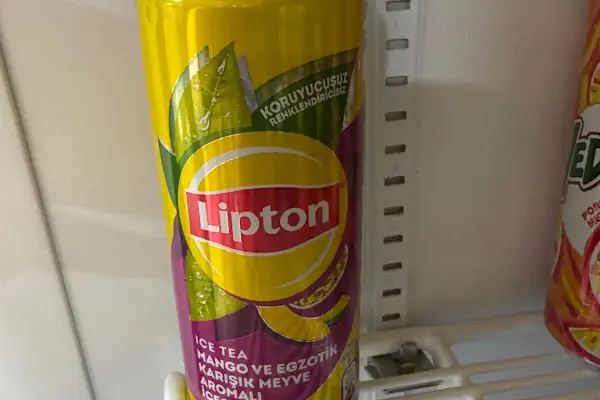 KORUYUCUSUZ
RENKLENDİRİCİSİZ
Lipton
ICE TEA
MANGO VE EGZOTİK
KARIŞIK MEYVE
AROMALI